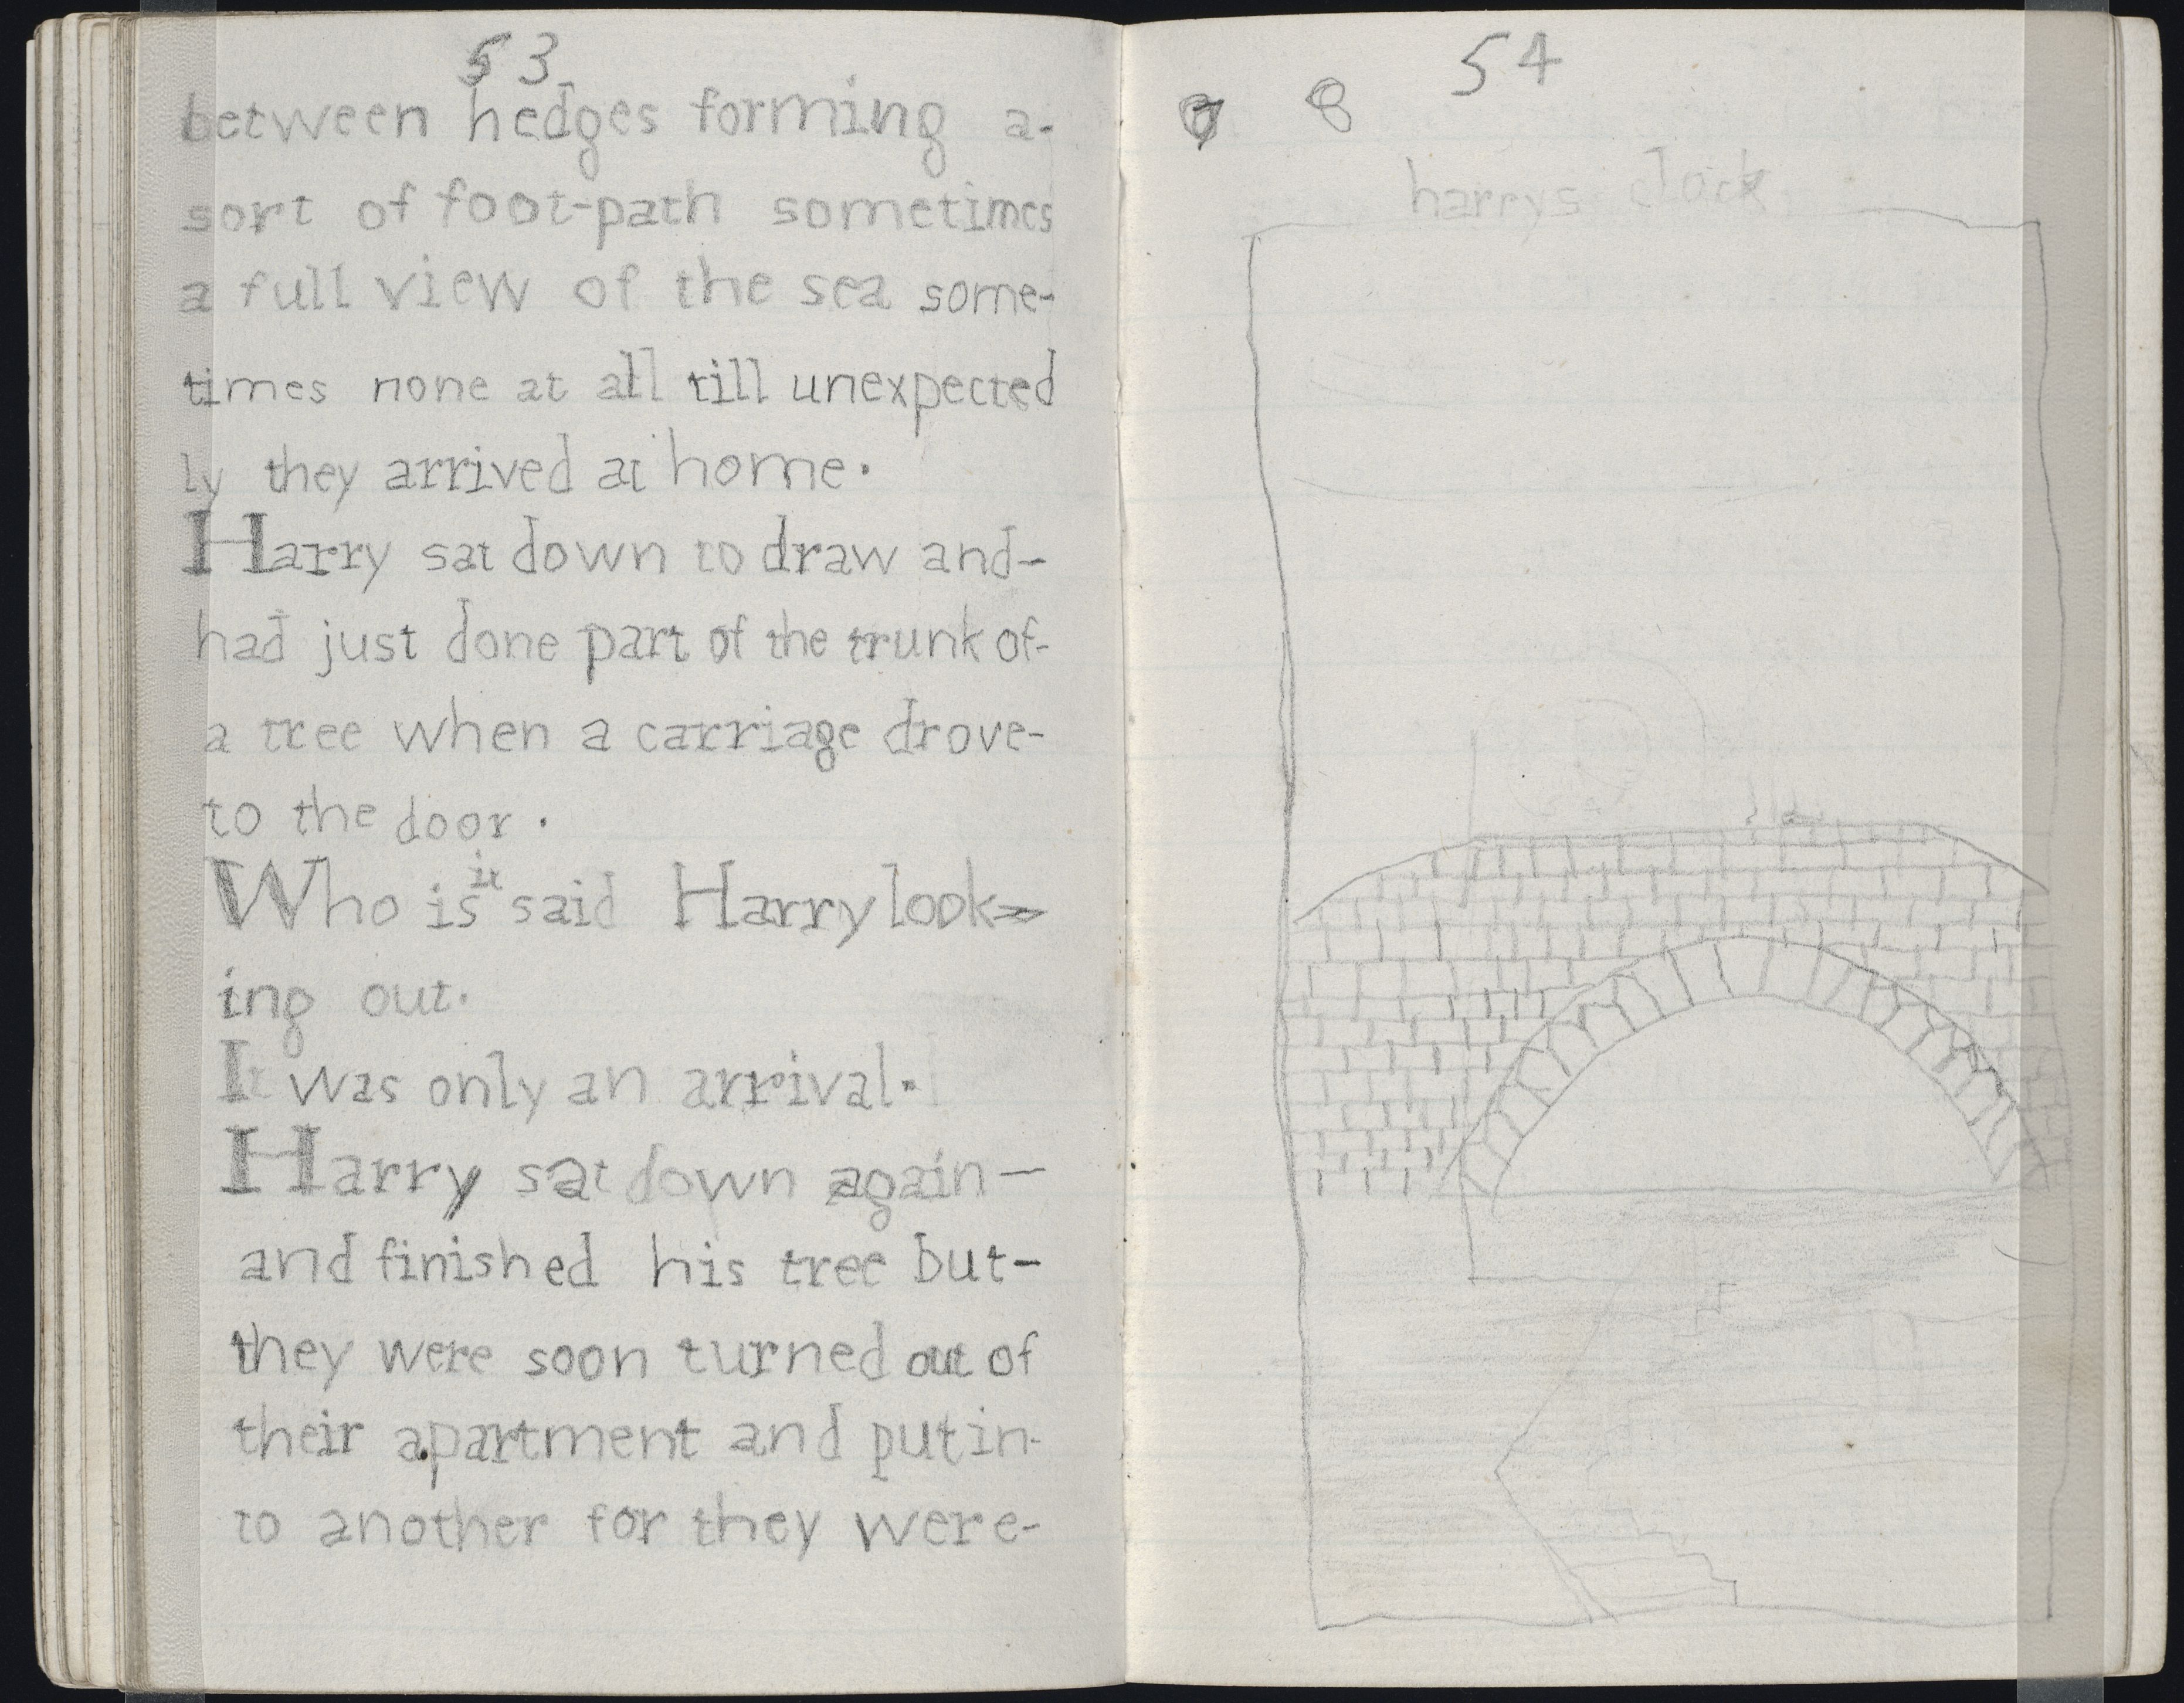 53
between hedges forming a-
sort of foot-path sometimes
a full view of the sea some-
times none at all till unexpected
ly they arrived at home.
Harry sat down to draw and-
had just done part of the trunk of-
a tree when a carriage drove-
to the door.
Who is it said Harry look-
ing out.
It was only an arrival.
Harry sat down again-
and finished his tree but-
they were soon turned out of
their apartment and put in-
to another for they were-
54
8
harrys